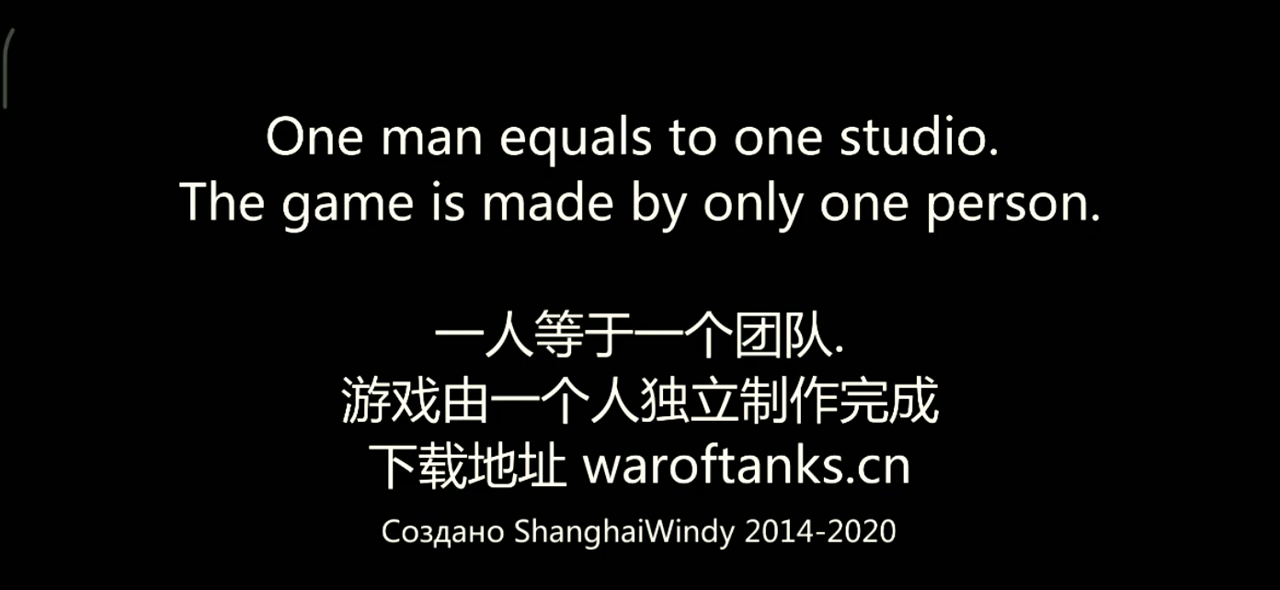 One man equals to one studio.
The game is made by only one person.
一人等于一个团队.
游戏由一个人独立制作完成
下载地址 waroftanks.cn
Создано ShanghaiWindy 2014-2020